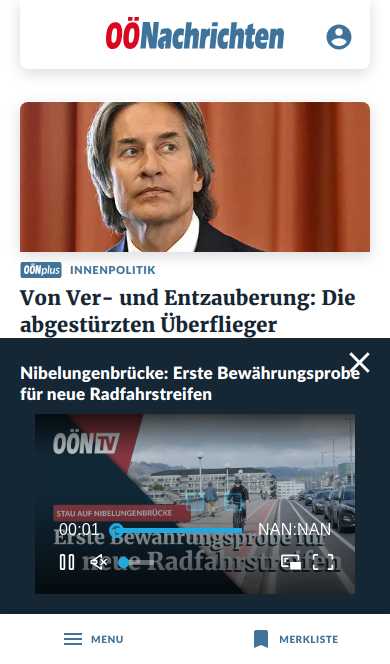 OÖNachrichten
OÖNplus INNENPOLITIK
Von Ver- und Entzauberung: Die
abgestürzten Überflieger
Nibelungenbrücke: Erste Bewährungsprobe
für neue Radfahrstreifen
OÖN TV
STAU AUF NIBELUNGENBRÜCKE
00:01 NAN:NAN
Erste Bewährungsprobe für
neue Radfahrstreifen
MENU MERKLISTE